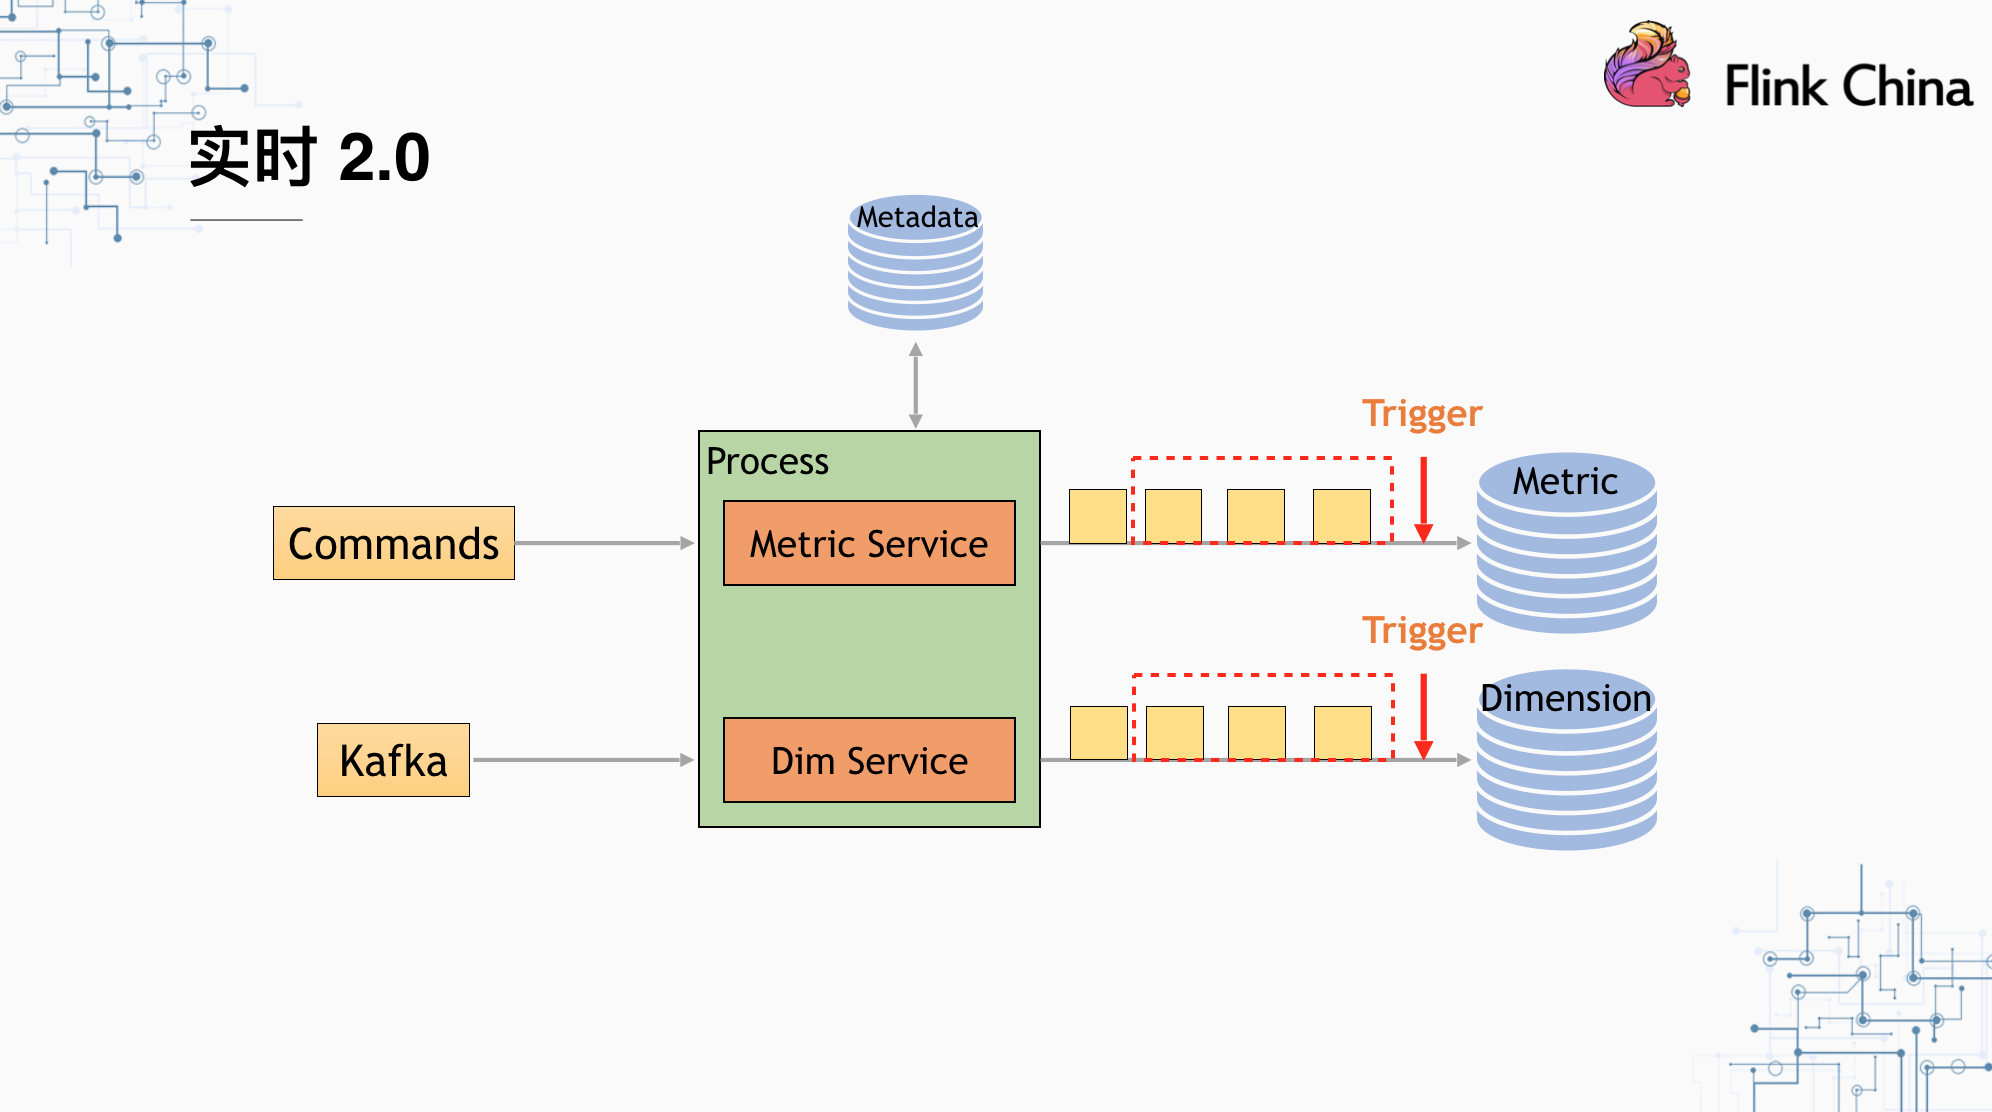 Flink China
实时 2.0
Metadata
Trigger
Process
Metric
Commands
Metric Service
Trigger
Dimension
Kafka
Dim Service